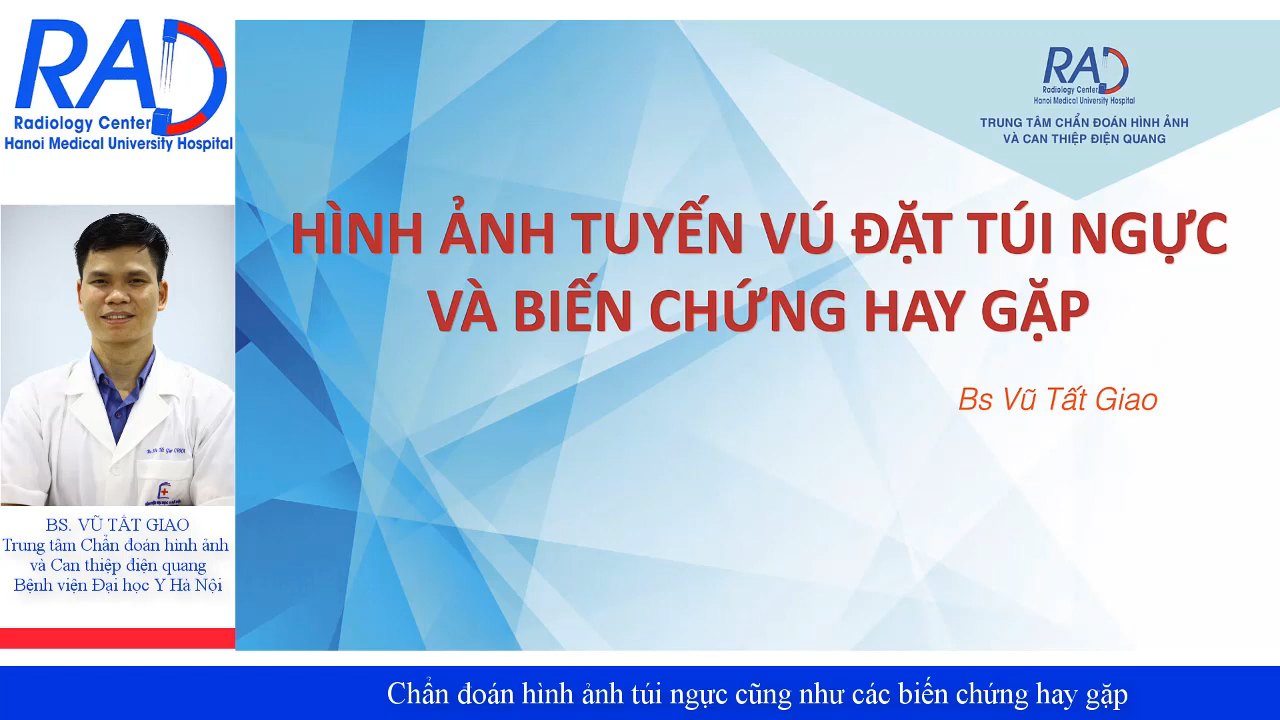 RAD
Radiology Center
Hanoi Medical University Hospital
BS. VŨ TẤT GIAO
Trung tâm Chẩn đoán hình ảnh
và Can thiệp điện quang
Bệnh viện Đại học Y Hà Nội
RAD
Radiology Center
Hanoi Medical University Hospital
TRUNG TÂM CHẨN ĐOÁN HÌNH ẢNH
VÀ CAN THIỆP ĐIỆN QUANG
HÌNH ẢNH TUYẾN VÚ ĐẶT TÚI NGỰC
VÀ BIẾN CHỨNG HAY GẶP
Bs Vũ Tất Giao
Chẩn đoán hình ảnh túi ngực cũng như các biến chứng hay gặp